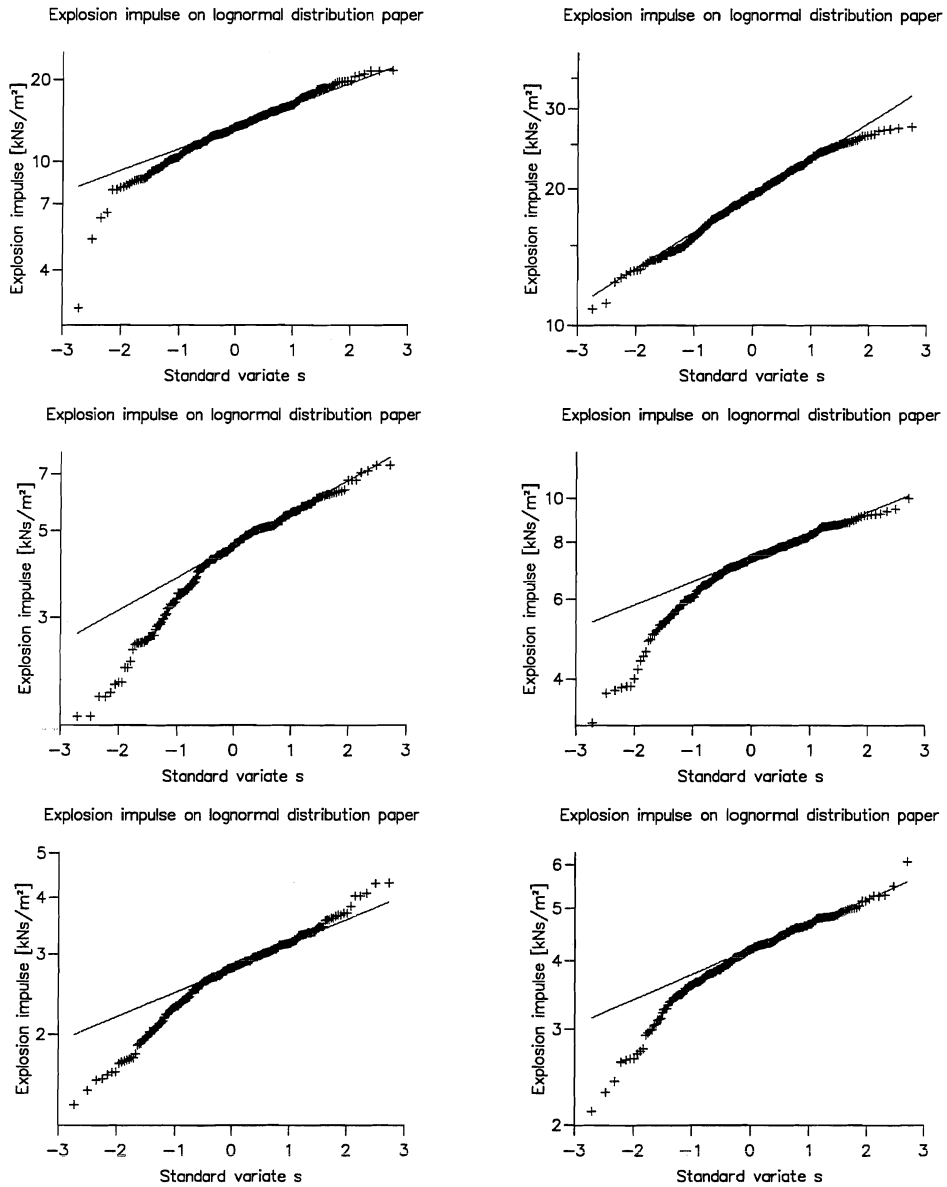 Explosion impulse on lognormal distribution paper
Explosion impulse [kNs/m²]
20
10
7
4
−3 −2 −1 0 1 2 3
Standard variate s
Explosion impulse on lognormal distribution paper
Explosion impulse [kNs/m²]
30
20
10
−3 −2 −1 0 1 2 3
Standard variate s
Explosion impulse on lognormal distribution paper
Explosion impulse [kNs/m²]
7
5
3
−3 −2 −1 0 1 2 3
Standard variate s
Explosion impulse on lognormal distribution paper
Explosion impulse [kNs/m²]
10
8
6
4
−3 −2 −1 0 1 2 3
Standard variate s
Explosion impulse on lognormal distribution paper
Explosion impulse [kNs/m²]
5
4
3
2
−3 −2 −1 0 1 2 3
Standard variate s
Explosion impulse on lognormal distribution paper
Explosion impulse [kNs/m²]
6
5
4
3
2
−3 −2 −1 0 1 2 3
Standard variate s